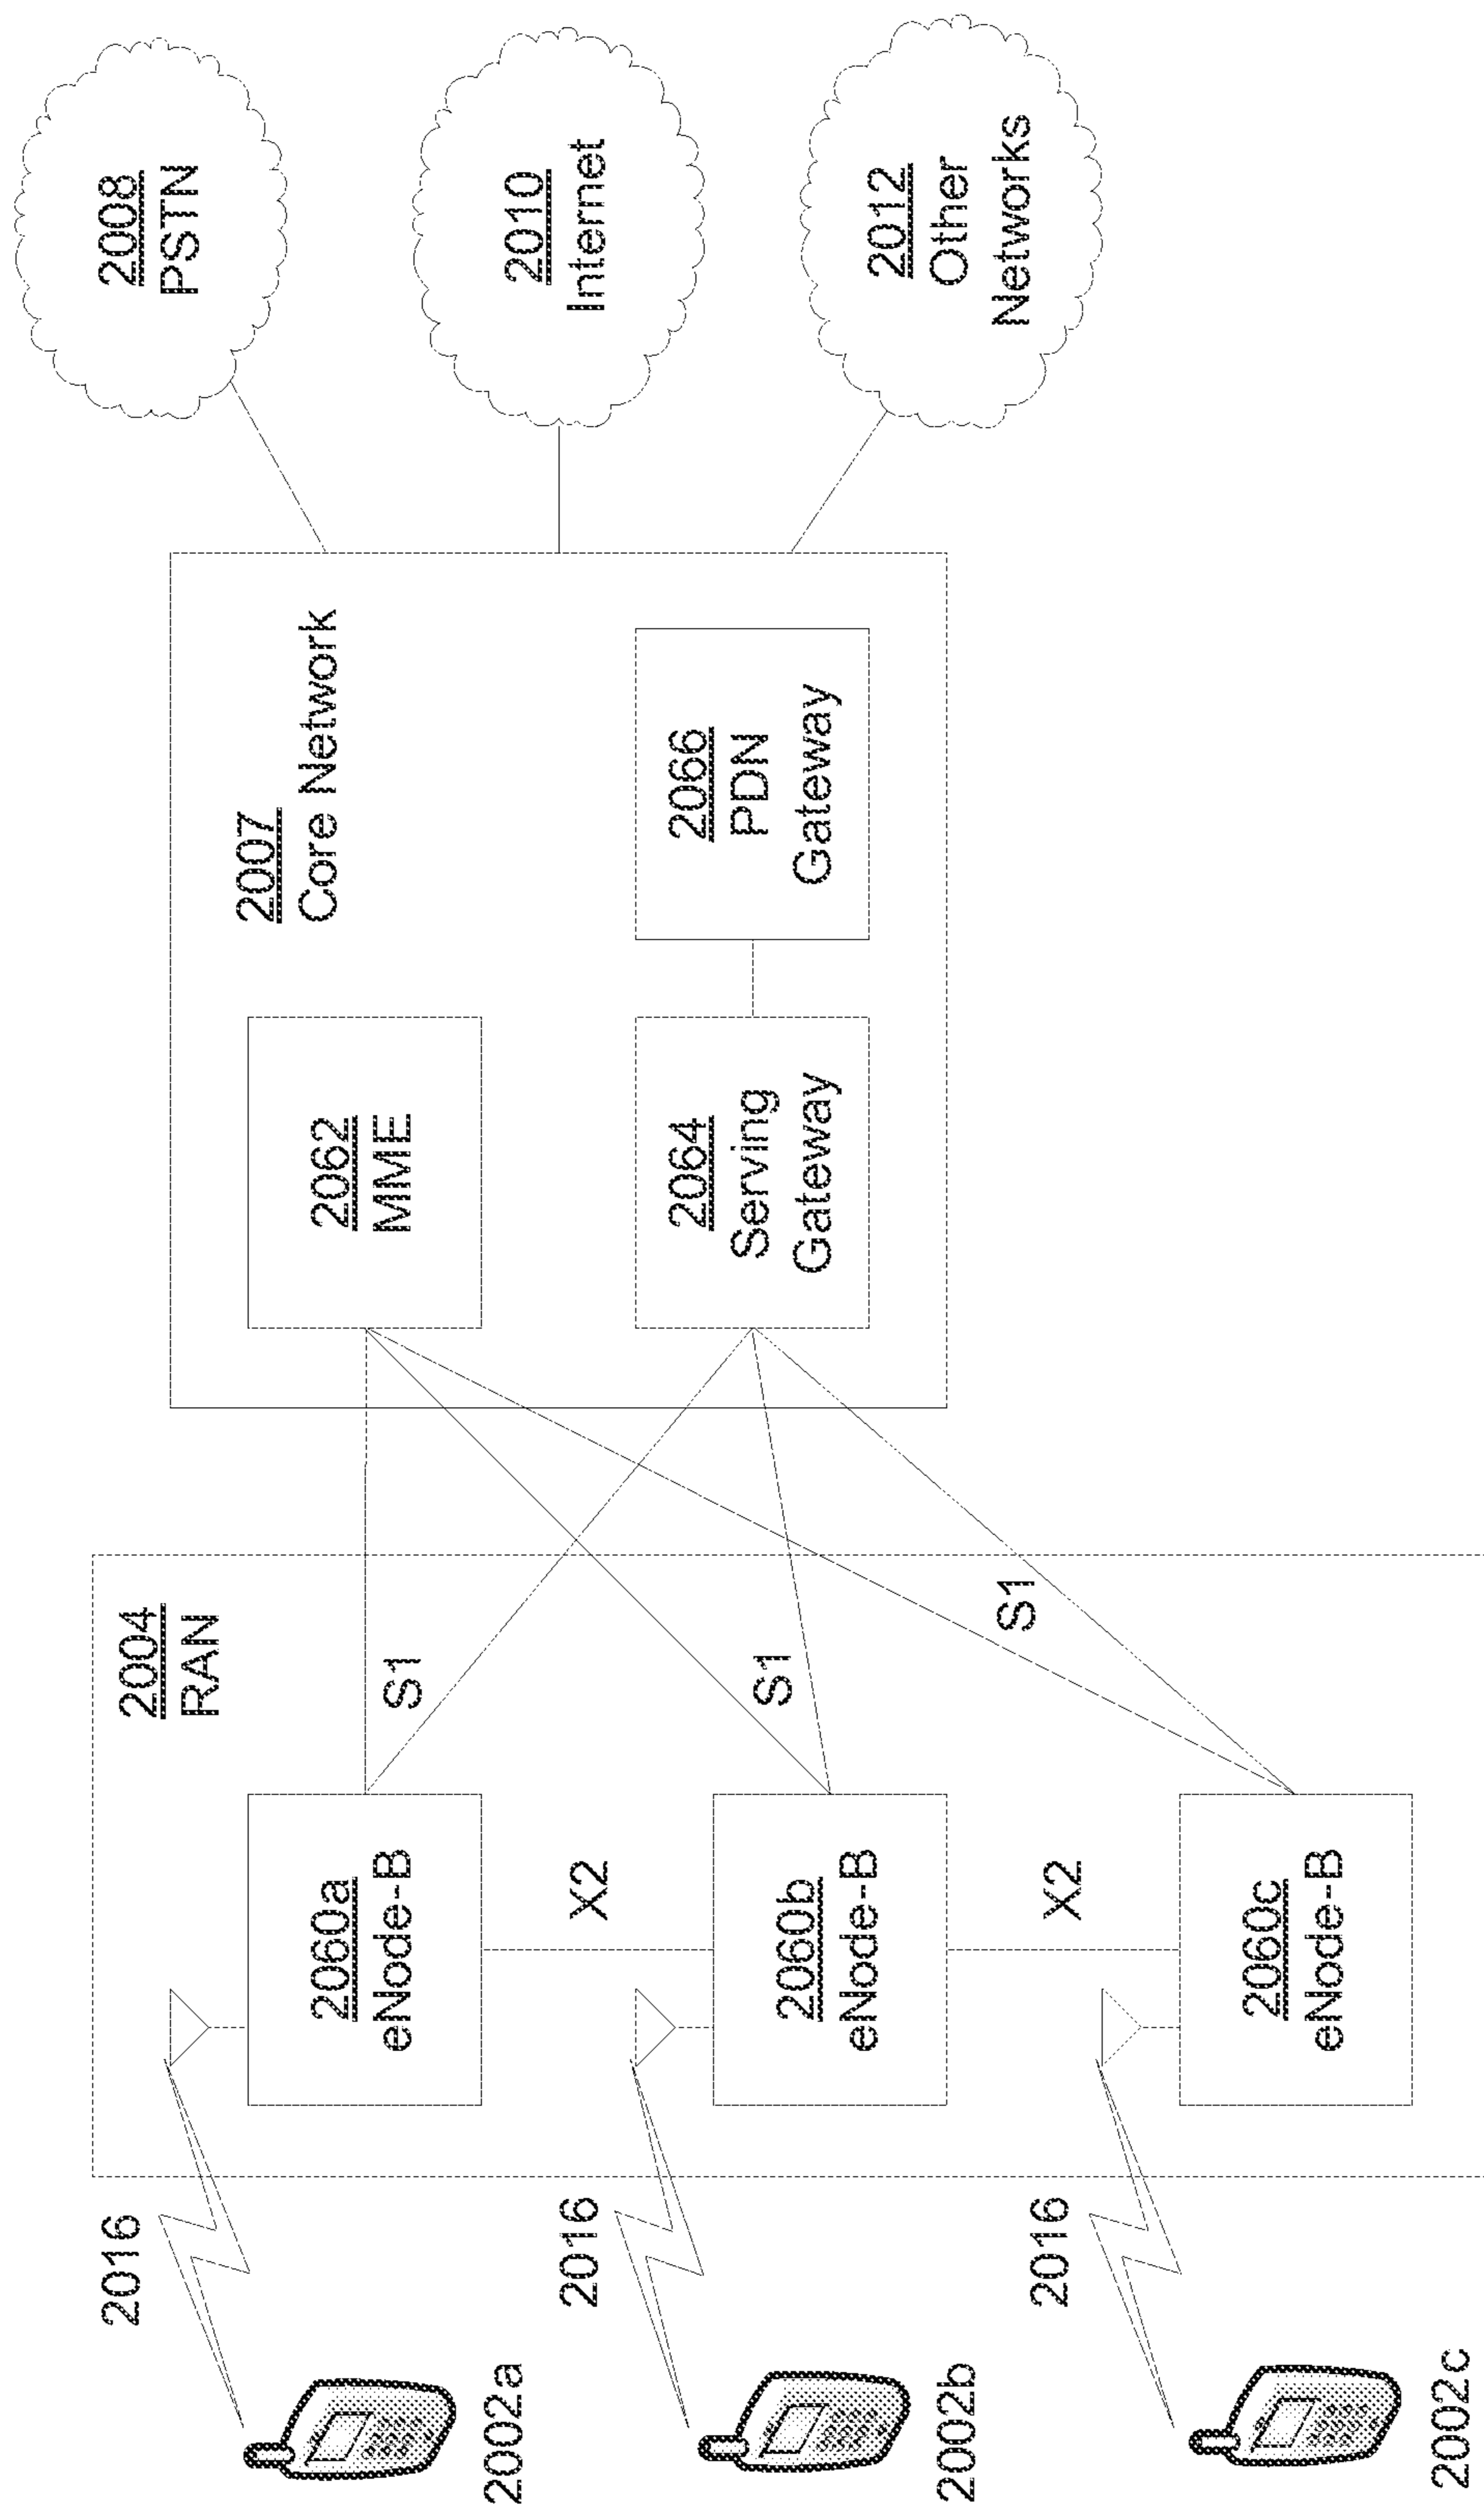 2016
2002a
2016
2002b
2016
2002c
2004
RAN
2060a
eNode-B
X2
2060b
eNode-B
X2
2060c
eNode-B
S1
S1
S1
2007
Core Network
2062
MME
2064
Serving
Gateway
2066
PDN
Gateway
2008
PSTN
2010
Internet
2012
Other
Networks